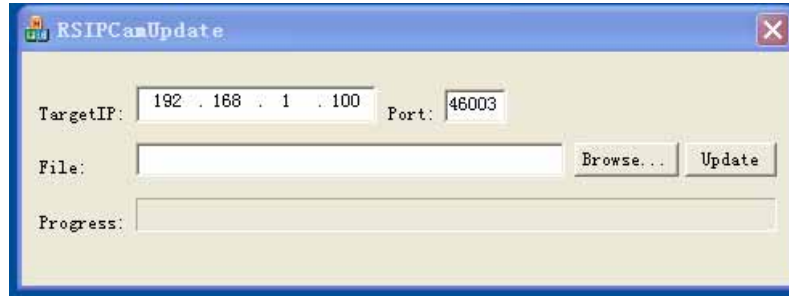 RSIPCamUpdate
TargetIP: 192 . 168 . 1 . 100 Port: 46003
File: Browse... Update
Progress: